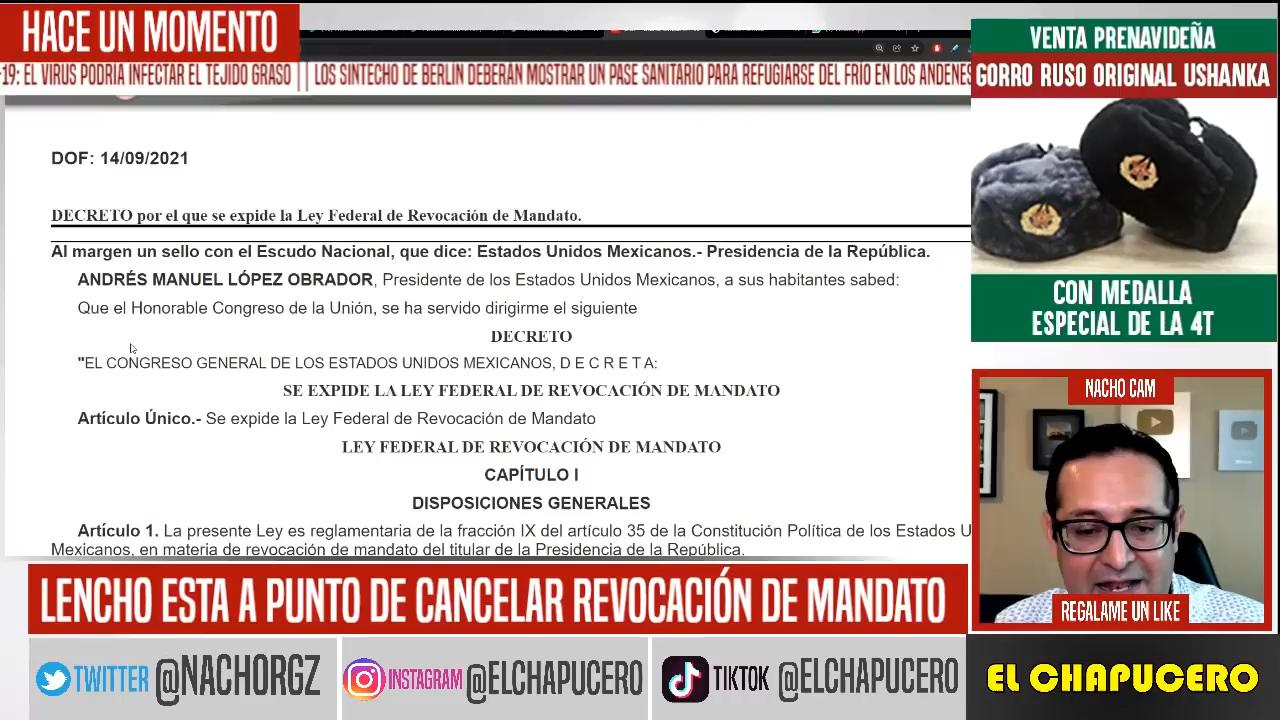 HACE UN MOMENTO
-19: EL VIRUS PODRÍA INFECTAR EL TEJIDO GRASO || LOS SINTECHO DE BERLIN DEBERÁN MOSTRAR UN PASE SANITARIO PARA REFUGIARSE DEL FRIO EN LOS ANDENES
VENTA PRENAVIDEÑA
GORRO RUSO ORIGINAL USHANKA
CON MEDALLA
ESPECIAL DE LA 4T
DOF: 14/09/2021
DECRETO por el que se expide la Ley Federal de Revocación de Mandato.
Al margen un sello con el Escudo Nacional, que dice: Estados Unidos Mexicanos.- Presidencia de la República.
ANDRÉS MANUEL LÓPEZ OBRADOR, Presidente de los Estados Unidos Mexicanos, a sus habitantes sabed:
Que el Honorable Congreso de la Unión, se ha servido dirigirme el siguiente
DECRETO
"EL CONGRESO GENERAL DE LOS ESTADOS UNIDOS MEXICANOS, D E C R E T A:
SE EXPIDE LA LEY FEDERAL DE REVOCACIÓN DE MANDATO
Artículo Único.- Se expide la Ley Federal de Revocación de Mandato
LEY FEDERAL DE REVOCACIÓN DE MANDATO
CAPÍTULO I
DISPOSICIONES GENERALES
Artículo 1. La presente Ley es reglamentaria de la fracción IX del artículo 35 de la Constitución Política de los Estados U
Mexicanos, en materia de revocación de mandato del titular de la Presidencia de la República.
NACHO CAM
REGALAME UN LIKE
LENCHO ESTA A PUNTO DE CANCELAR REVOCACIÓN DE MANDATO
TWITTER @NACHORGZ
INSTAGRAM @ELCHAPUCERO
TIKTOK @ELCHAPUCERO
EL CHAPUCERO